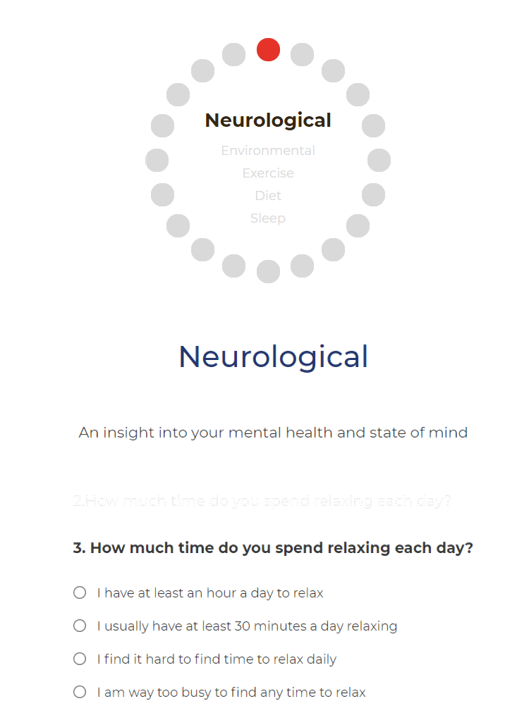 Neurological
Environmental
Exercise
Diet
Sleep
Neurological
An insight into your mental health and state of mind
2.How much time do you spend relaxing each day?
3. How much time do you spend relaxing each day?
I have at least an hour a day to relax
I usually have at least 30 minutes a day relaxing
I find it hard to find time to relax daily
I am way too busy to find any time to relax